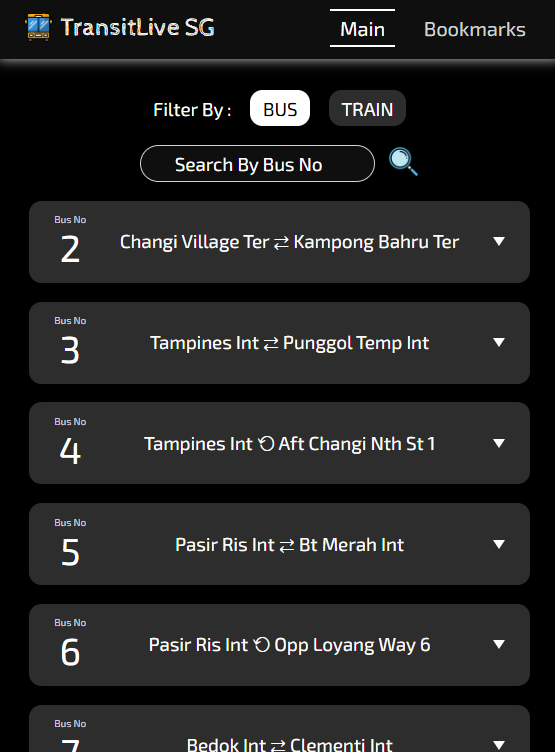 TransitLive SG
Main
Bookmarks
Filter By :
BUS
TRAIN
Search By Bus No
Bus No
2
Changi Village Ter ⇄ Kampong Bahru Ter
Bus No
3
Tampines Int ⇄ Punggol Temp Int
Bus No
4
Tampines Int ⟲ Aft Changi Nth St 1
Bus No
5
Pasir Ris Int ⇄ Bt Merah Int
Bus No
6
Pasir Ris Int ⟲ Opp Loyang Way 6
Bus No
7
Bedok Int ⇄ Clementi Int